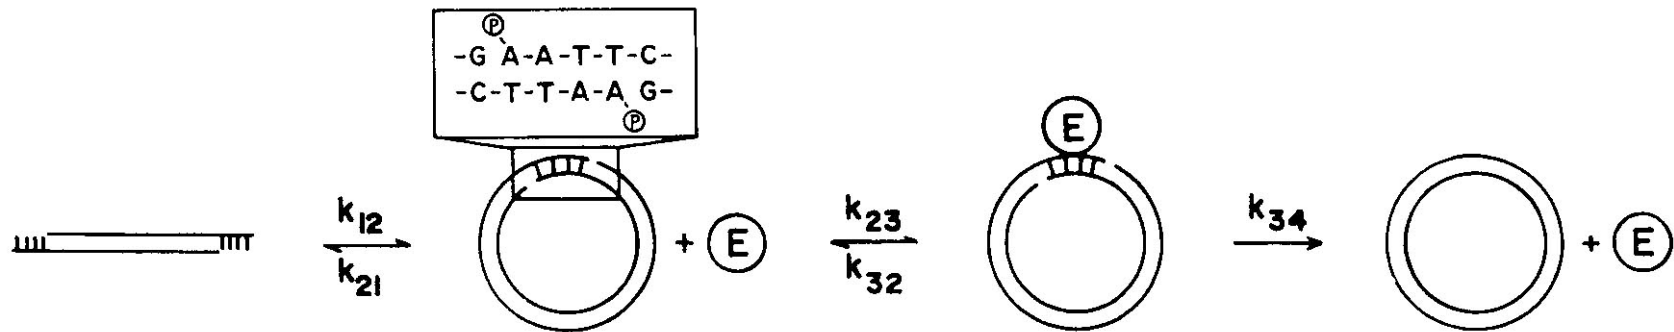 P
-G A-A-T-T-C-
-C-T-T-A-A G-
P
E
k12
k21
+ E
k23
k32
k34
+ E